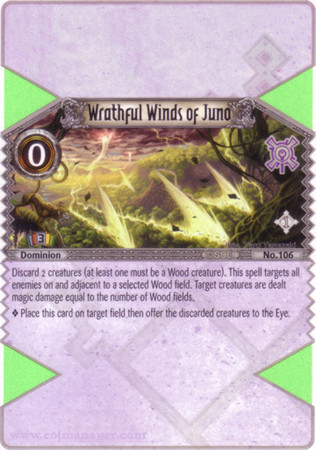 Wrathful Winds of Juno
0
3
1
Dominion
No.106
Discard 2 creatures (at least one must be a Wood creature). This spell targets all
enemies on and adjacent to a selected Wood field. Target creatures are dealt
magic damage equal to the number of Wood fields.
❖ Place this card on target field then offer the discarded creatures to the Eye.
www.eojmanager.com